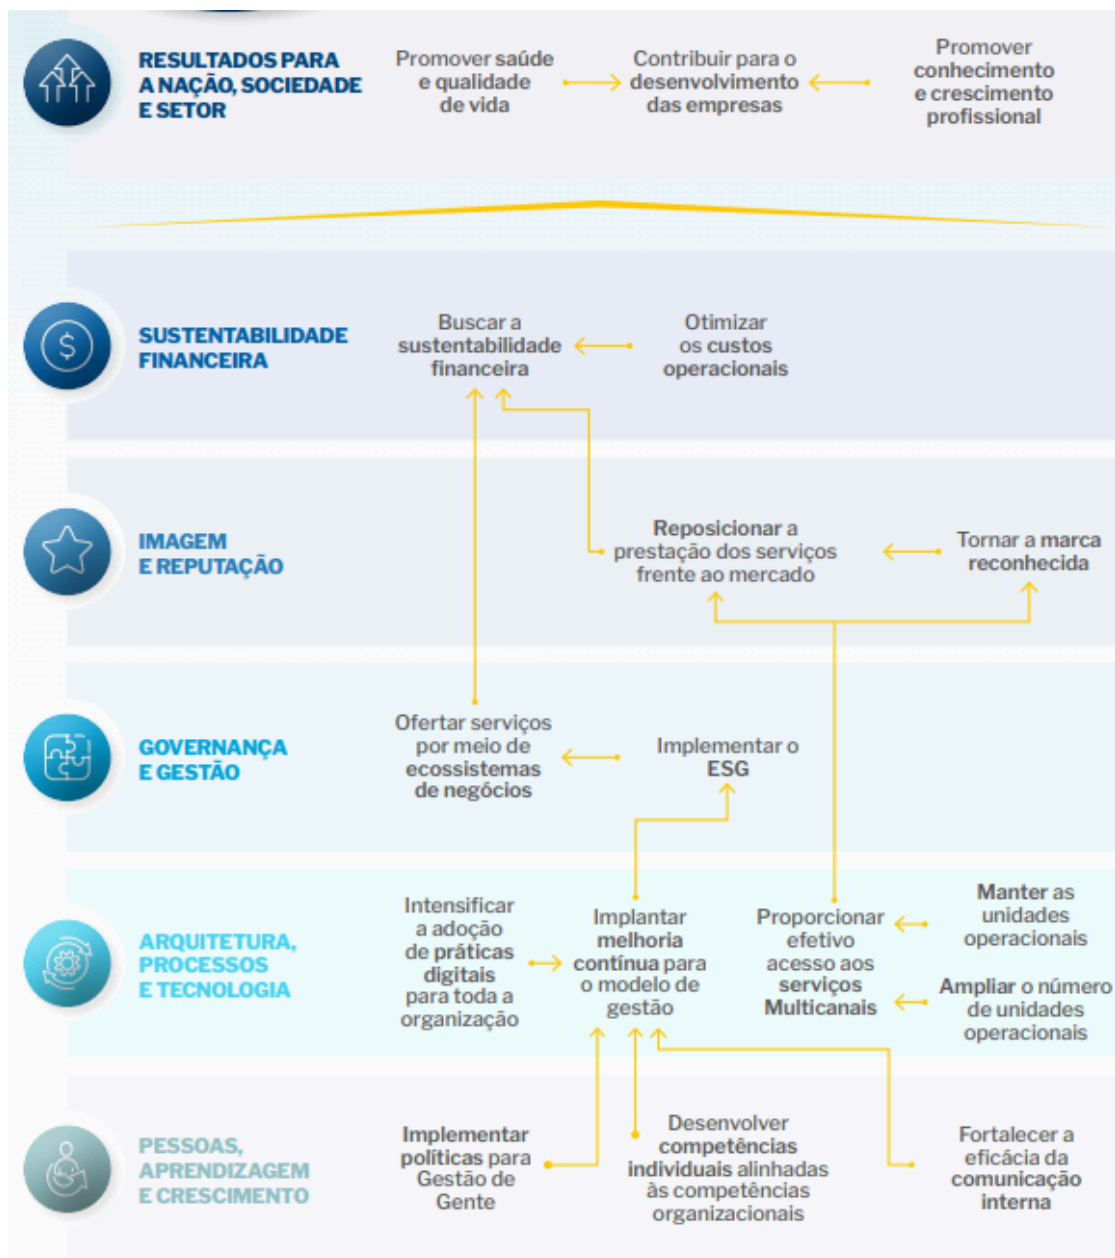 RESULTADOS PARA
A NAÇÃO, SOCIEDADE
E SETOR
Promover saúde
e qualidade
de vida
Contribuir para o
desenvolvimento
das empresas
Promover
conhecimento
e crescimento
profissional
SUSTENTABILIDADE
FINANCEIRA
Buscar a
sustentabilidade
financeira
Otimizar
os custos
operacionais
IMAGEM
E REPUTAÇÃO
Reposicionar a
prestação dos serviços
frente ao mercado
Tornar a marca
reconhecida
GOVERNANÇA
E GESTÃO
Ofertar serviços
por meio de
ecossistemas
de negócios
Implementar o
ESG
ARQUITETURA,
PROCESSOS
E TECNOLOGIA
Intensificar
a adoção
de práticas
digitais
para toda a
organização
Implantar
melhoria
contínua para
o modelo de
gestão
Proporcionar
efetivo
acesso aos
serviços
Multicanais
Manter as
unidades
operacionais
Ampliar o número
de unidades
operacionais
PESSOAS,
APRENDIZAGEM
E CRESCIMENTO
Implementar
políticas para
Gestão de
Gente
Desenvolver
competências
individuais alinhadas
às competências
organizacionais
Fortalecer a
eficácia da
comunicação
interna